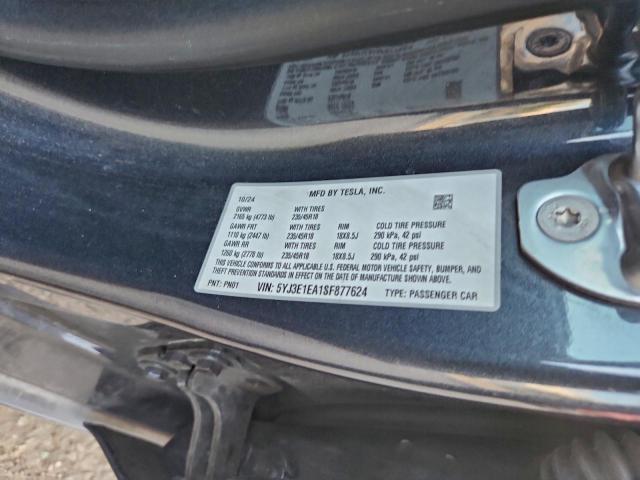 MFD BY TESLA, INC.
10/24
GVWR WITH TIRES
2165 kg (4773 lb) 235/45R18
GAWR FRT WITH TIRES RIM COLD TIRE PRESSURE
1110 kg (2447 lb) 235/45R18 18X8.5J 290 kPa, 42 psi
GAWR RR WITH TIRES RIM COLD TIRE PRESSURE
1260 kg (2778 lb) 235/45R18 18X8.5J 290 kPa, 42 psi
THIS VEHICLE CONFORMS TO ALL APPLICABLE U.S. FEDERAL MOTOR VEHICLE SAFETY, BUMPER, AND
THEFT PREVENTION STANDARDS IN EFFECT ON THE DATE OF MANUFACTURE SHOWN ABOVE.
PNT: PN01 VIN: 5YJ3E1EA1SF877624 TYPE: PASSENGER CAR